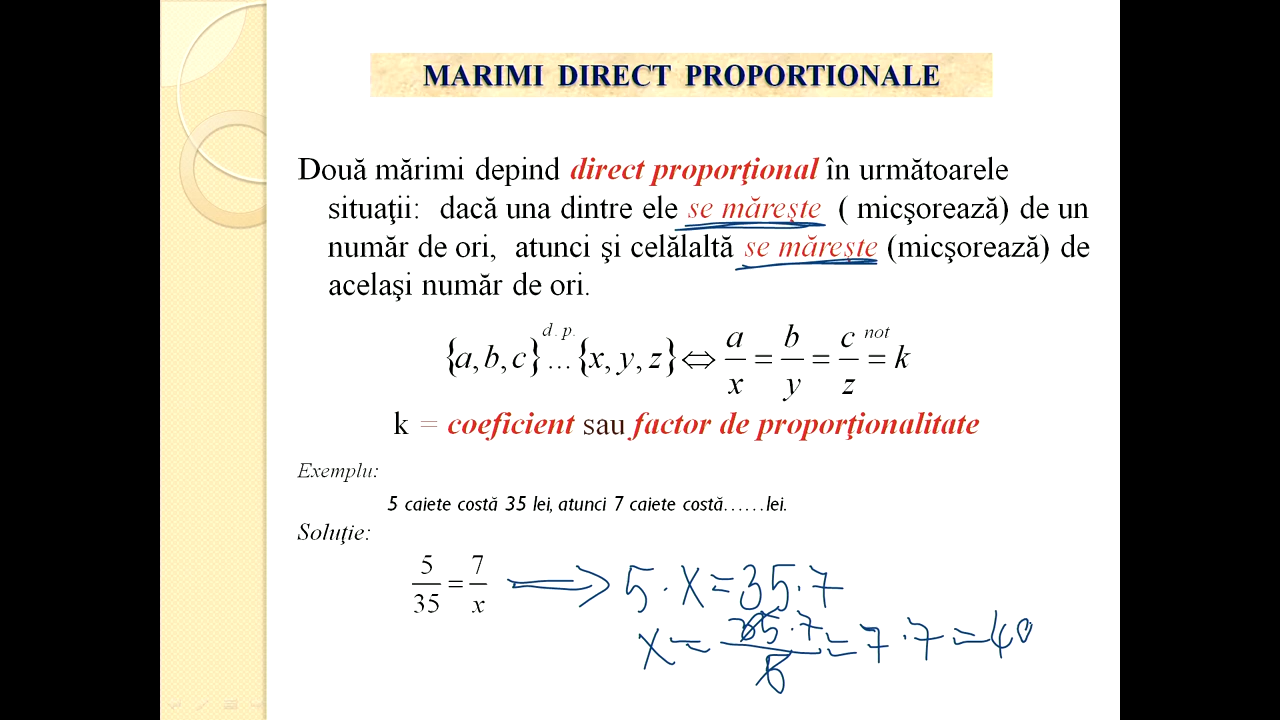 MARIMI DIRECT PROPORTIONALE
Două mărimi depind direct proporţional în următoarele
situaţii: dacă una dintre ele se măreşte ( micşorează) de un
număr de ori, atunci şi celălaltă se măreşte (micşorează) de
acelaşi număr de ori.
{a, b, c} d. p. ... {x, y, z} ⇔ a/x = b/y = c/z not = k
k = coeficient sau factor de proporţionalitate
Exemplu:
5 caiete costă 35 lei, atunci 7 caiete costă……lei.
Soluţie:
5/35 = 7/x ⟹ 5 · x = 35 · 7
x = 35 · 7 / 5 = 7 · 7 =